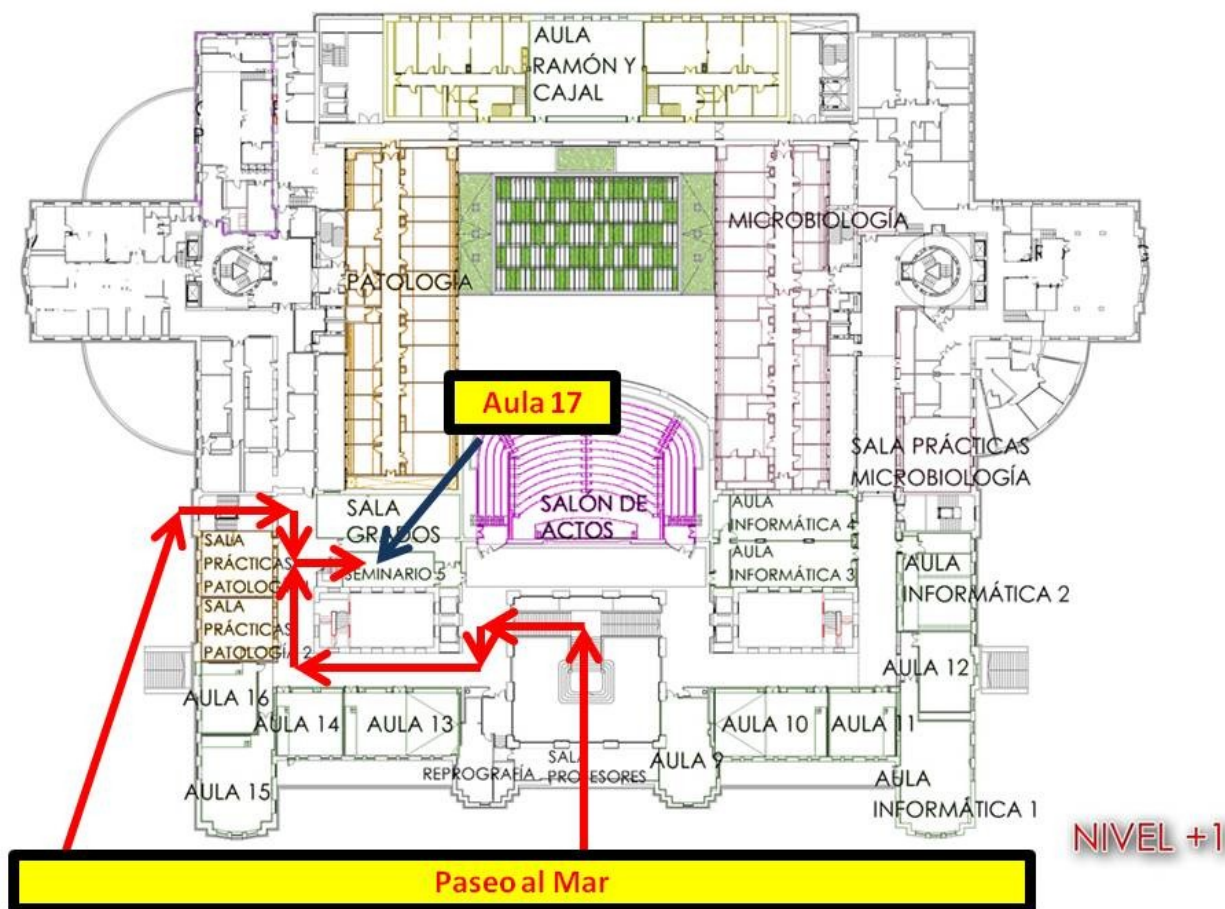 AULA
RAMÓN Y
CAJAL
MICROBIOLOGÍA
PATOLOGÍA
Aula 17
SALA PRÁCTICAS
MICROBIOLOGÍA
SALA
GRADOS
SALÓN DE
ACTOS
AULA
INFORMÁTICA 4
SALA
PRÁCTICAS
PATOLOGÍA 1
SEMINARIO 5
AULA
INFORMÁTICA 3
AULA
INFORMÁTICA 2
SALA
PRÁCTICAS
PATOLOGÍA 2
AULA 12
AULA 16
AULA 14
AULA 13
AULA 10
AULA 11
REPROGRAFÍA
SALA
PROFESORES
AULA 9
AULA 15
AULA
INFORMÁTICA 1
NIVEL +1
Paseo al Mar